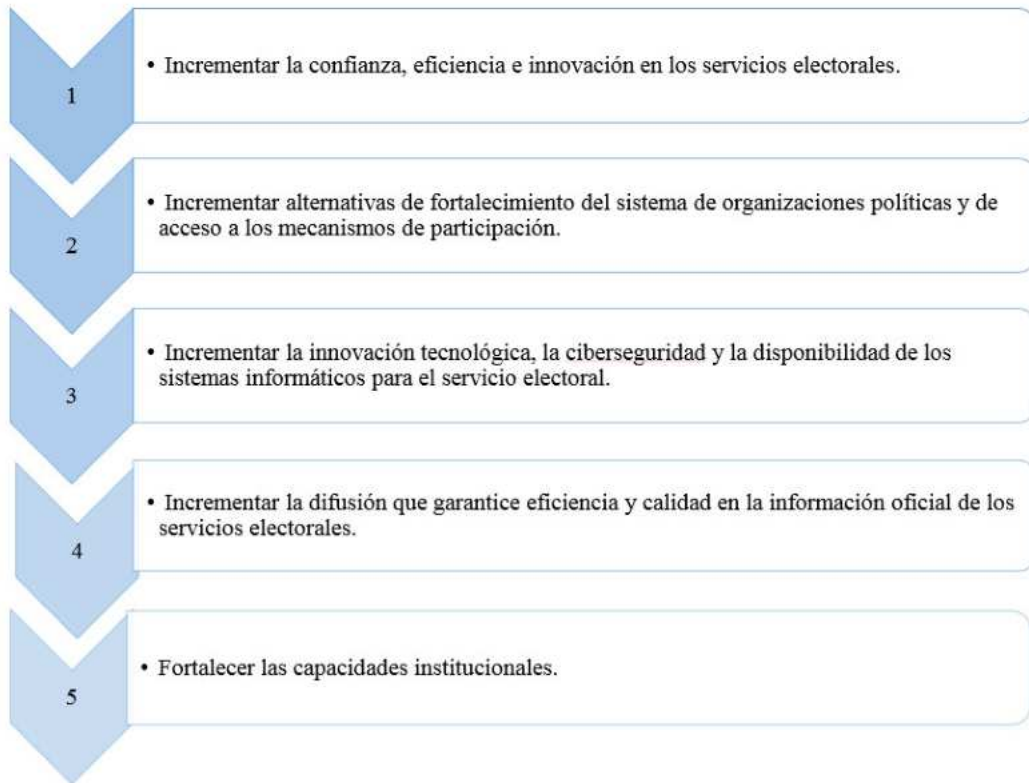 1
• Incrementar la confianza, eficiencia e innovación en los servicios electorales.
2
• Incrementar alternativas de fortalecimiento del sistema de organizaciones políticas y de
acceso a los mecanismos de participación.
3
• Incrementar la innovación tecnológica, la ciberseguridad y la disponibilidad de los
sistemas informáticos para el servicio electoral.
4
• Incrementar la difusión que garantice eficiencia y calidad en la información oficial de los
servicios electorales.
5
• Fortalecer las capacidades institucionales.